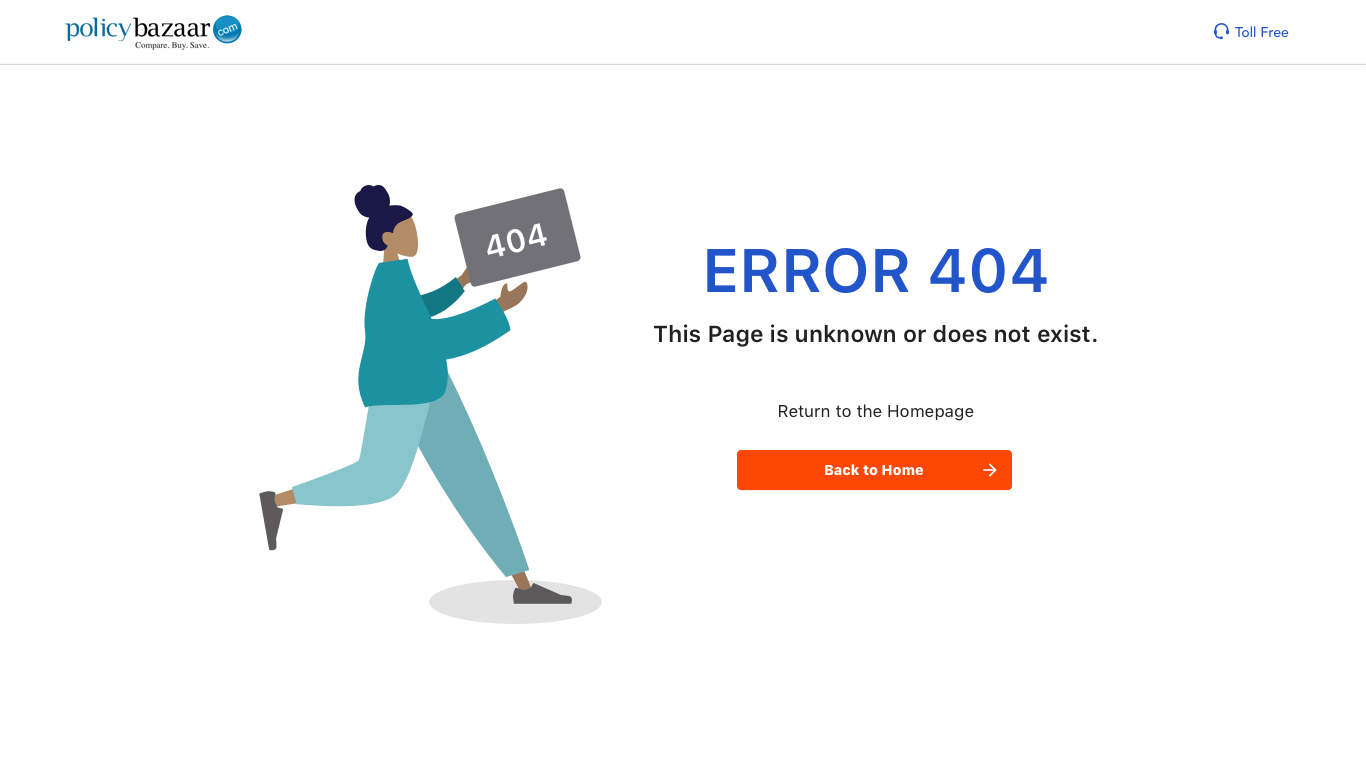 policybazaar com
Compare. Buy. Save.
Toll Free
404
ERROR 404
This Page is unknown or does not exist.
Return to the Homepage
Back to Home